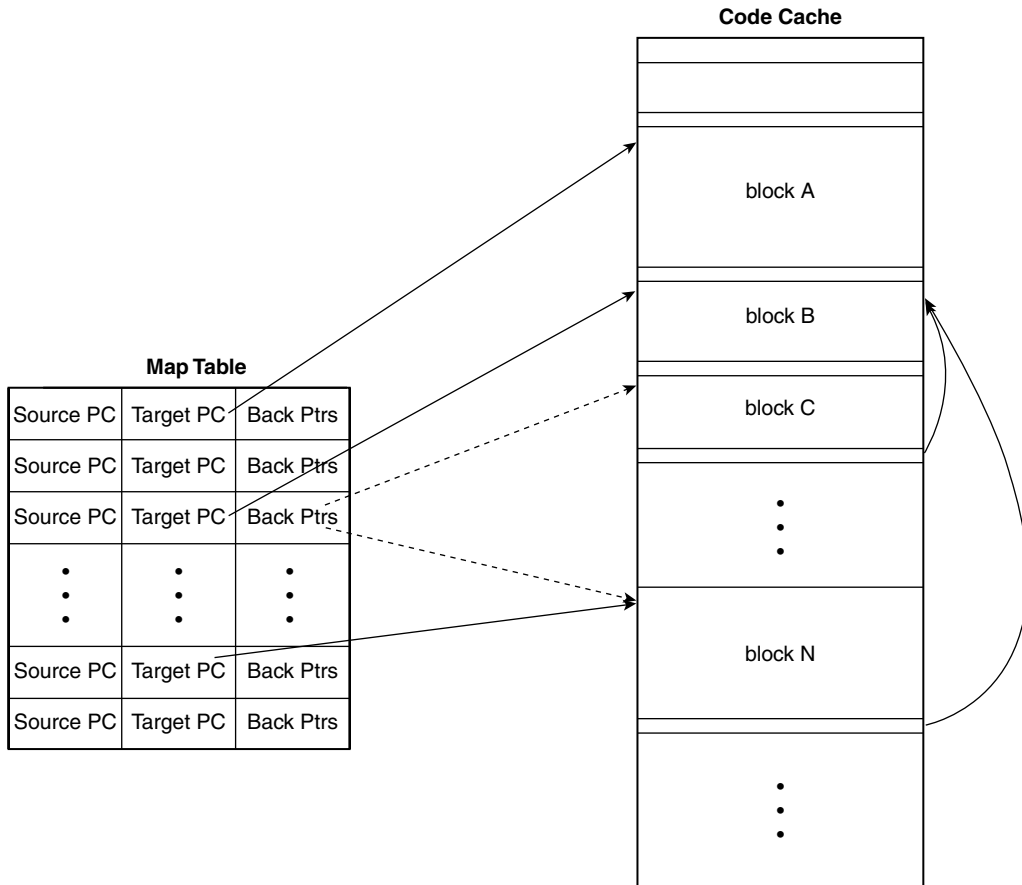 Code Cache
block A
block B
block C
block N
Map Table
Source PC Target PC Back Ptrs
Source PC Target PC Back Ptrs
Source PC Target PC Back Ptrs
Source PC Target PC Back Ptrs
Source PC Target PC Back Ptrs